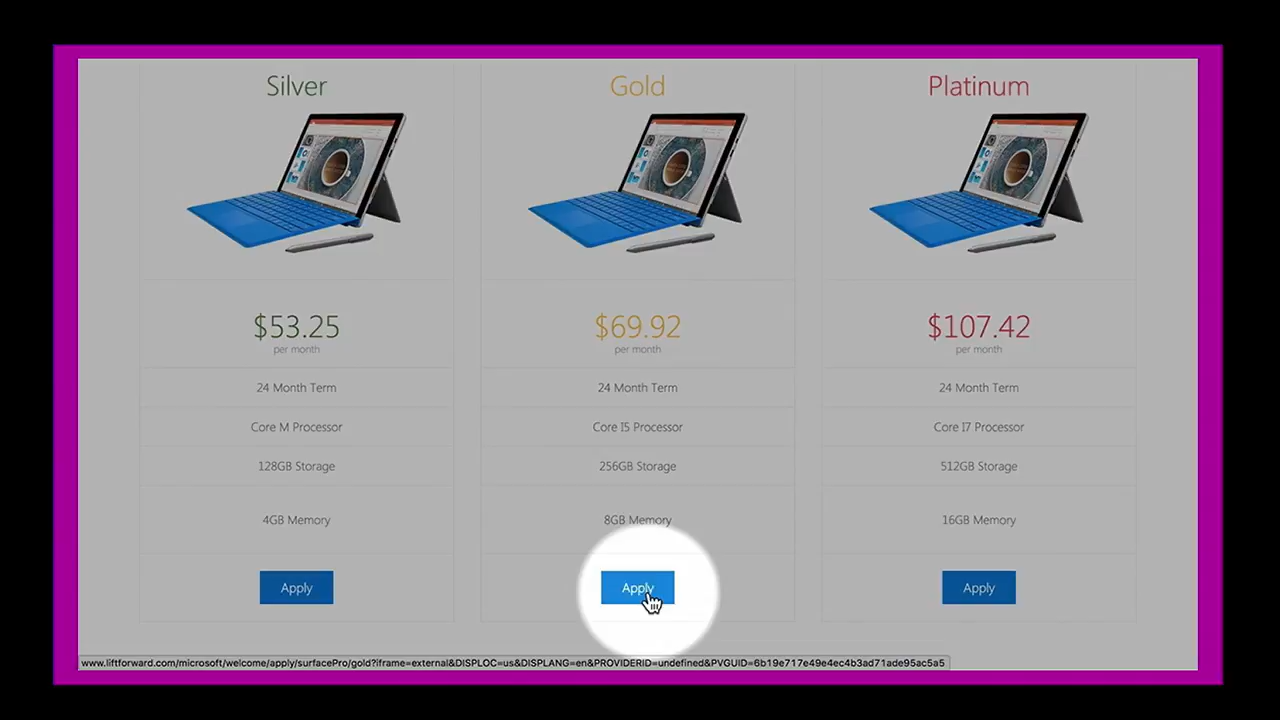 Silver
Gold
Platinum
$53.25
per month
$69.92
per month
$107.42
per month
24 Month Term
24 Month Term
24 Month Term
Core M Processor
Core I5 Processor
Core I7 Processor
128GB Storage
256GB Storage
512GB Storage
4GB Memory
8GB Memory
16GB Memory
Apply
Apply
Apply
www.liftforward.com/microsoft/welcome/apply/surfacePro/gold?iframe=external&DISPLOC=us&DISPLANG=en&PROVIDERID=undefined&PVGUID=6b19e717e49e4ec4b3ad71ade95ac5a5